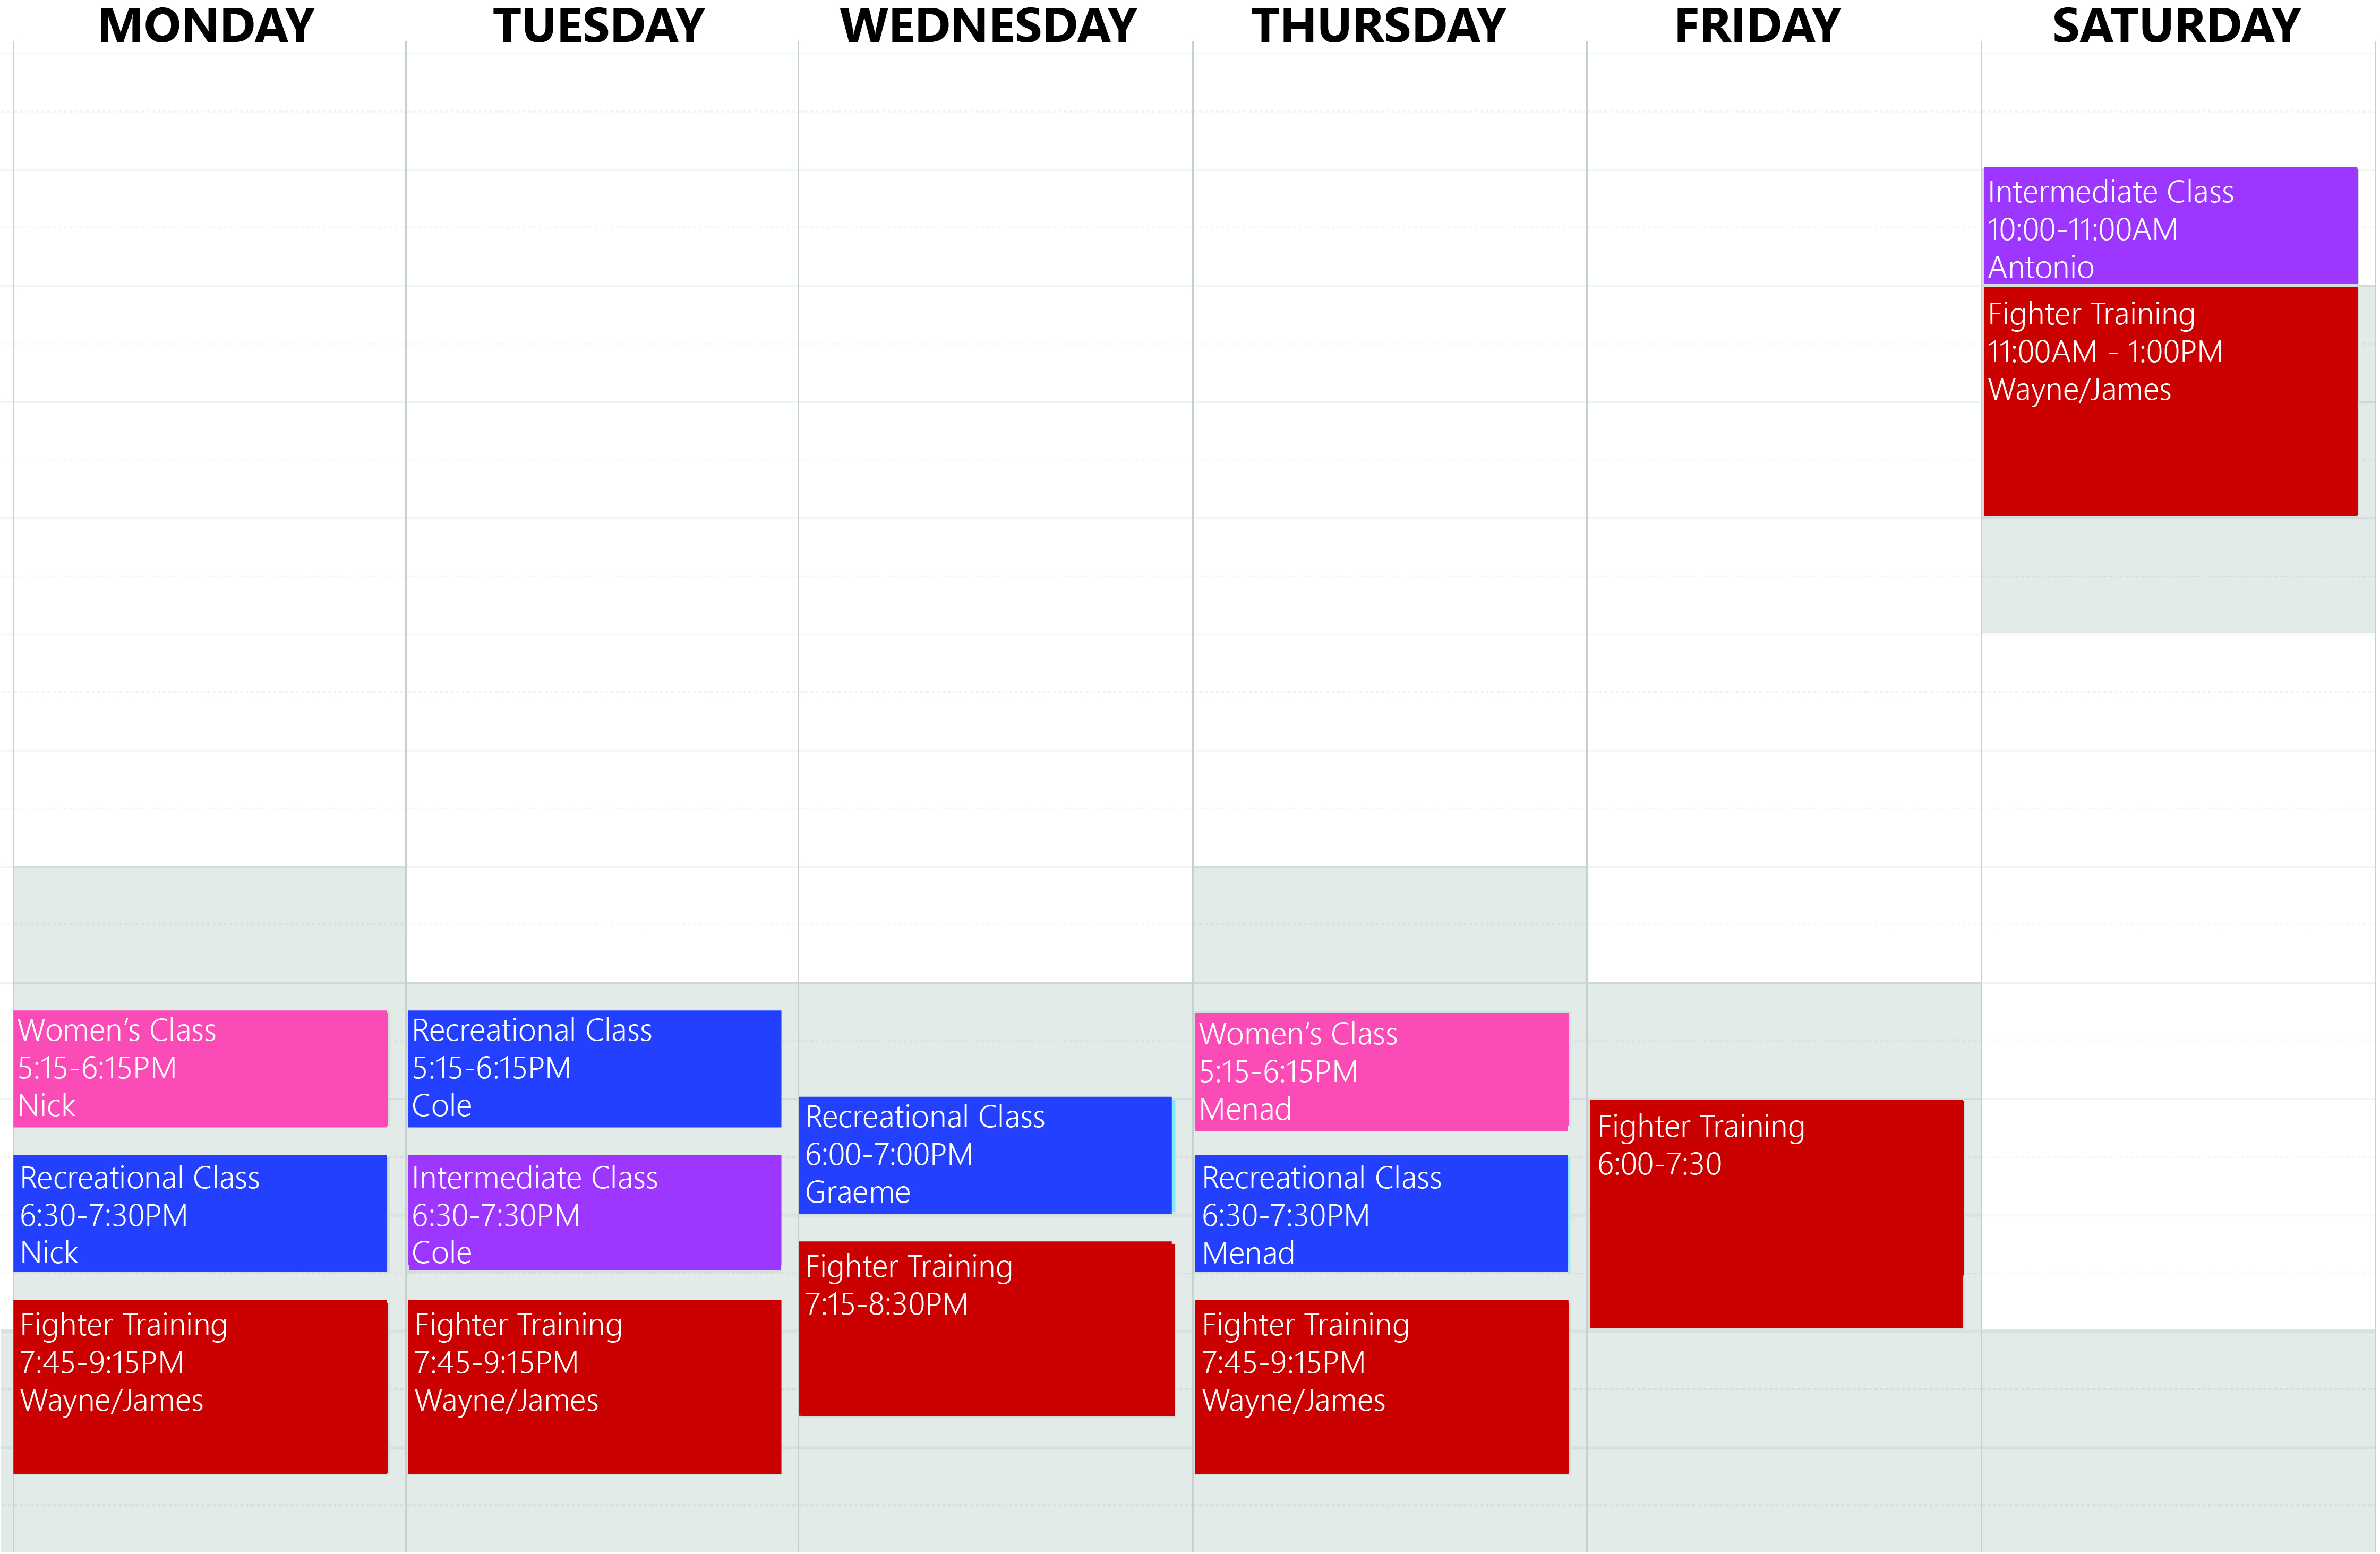 MONDAY
TUESDAY
WEDNESDAY
THURSDAY
FRIDAY
SATURDAY
Women's Class
5:15-6:15PM
Nick
Recreational Class
6:30-7:30PM
Nick
Fighter Training
7:45-9:15PM
Wayne/James
Recreational Class
5:15-6:15PM
Cole
Intermediate Class
6:30-7:30PM
Cole
Fighter Training
7:45-9:15PM
Wayne/James
Recreational Class
6:00-7:00PM
Graeme
Fighter Training
7:15-8:30PM
Women's Class
5:15-6:15PM
Menad
Recreational Class
6:30-7:30PM
Menad
Fighter Training
7:45-9:15PM
Wayne/James
Fighter Training
6:00-7:30
Intermediate Class
10:00-11:00AM
Antonio
Fighter Training
11:00AM - 1:00PM
Wayne/James